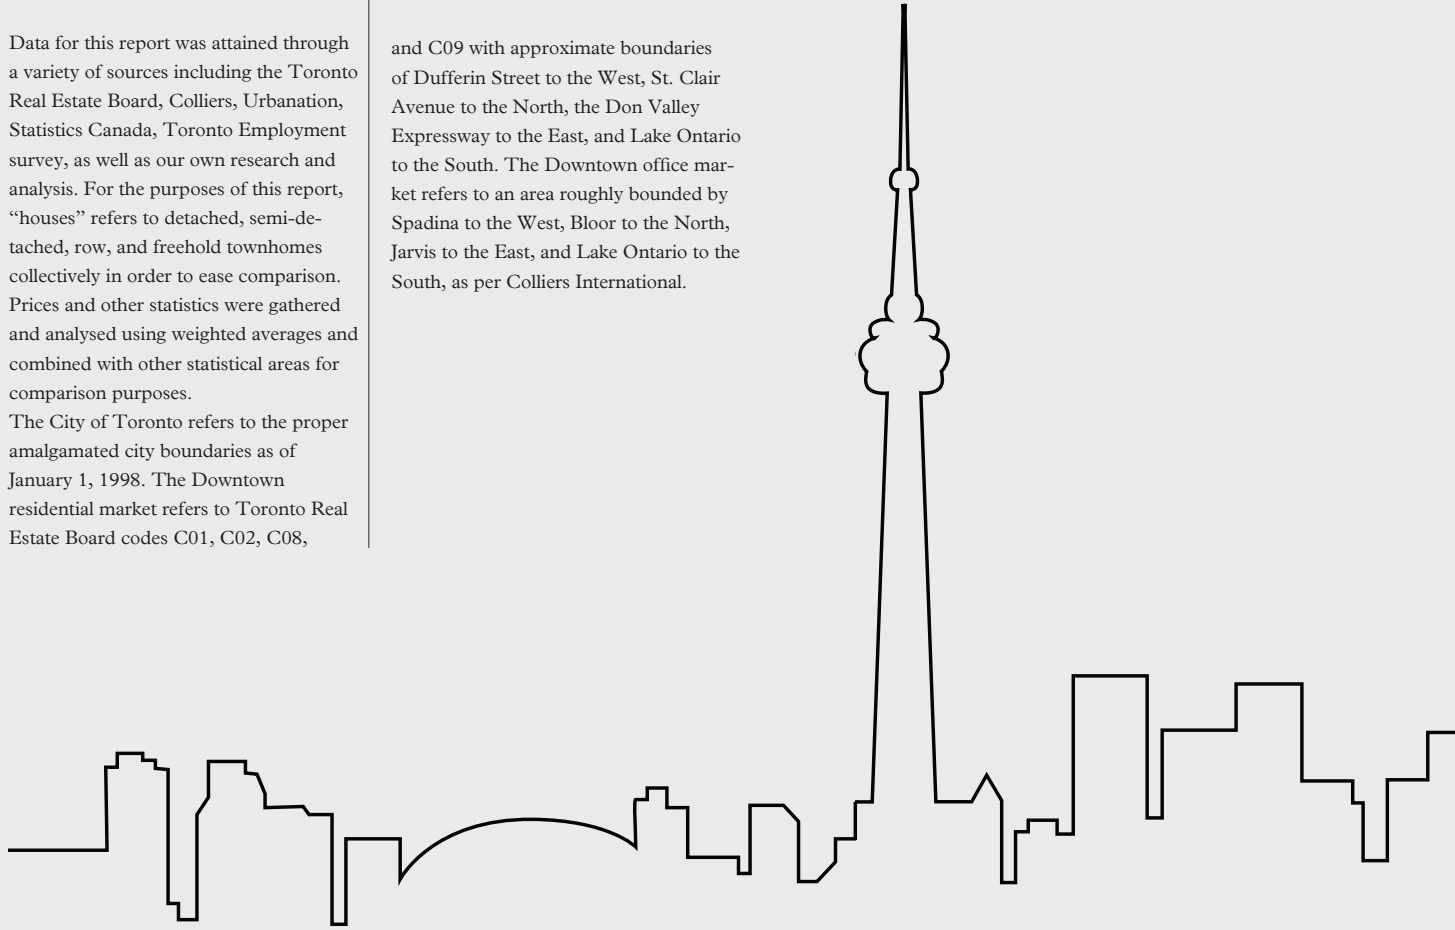 Data for this report was attained through
a variety of sources including the Toronto
Real Estate Board, Colliers, Urbanation,
Statistics Canada, Toronto Employment
survey, as well as our own research and
analysis. For the purposes of this report,
“houses” refers to detached, semi-de-
tached, row, and freehold townhomes
collectively in order to ease comparison.
Prices and other statistics were gathered
and analysed using weighted averages and
combined with other statistical areas for
comparison purposes.
The City of Toronto refers to the proper
amalgamated city boundaries as of
January 1, 1998. The Downtown
residential market refers to Toronto Real
Estate Board codes C01, C02, C08,
and C09 with approximate boundaries
of Dufferin Street to the West, St. Clair
Avenue to the North, the Don Valley
Expressway to the East, and Lake Ontario
to the South. The Downtown office mar-
ket refers to an area roughly bounded by
Spadina to the West, Bloor to the North,
Jarvis to the East, and Lake Ontario to the
South, as per Colliers International.